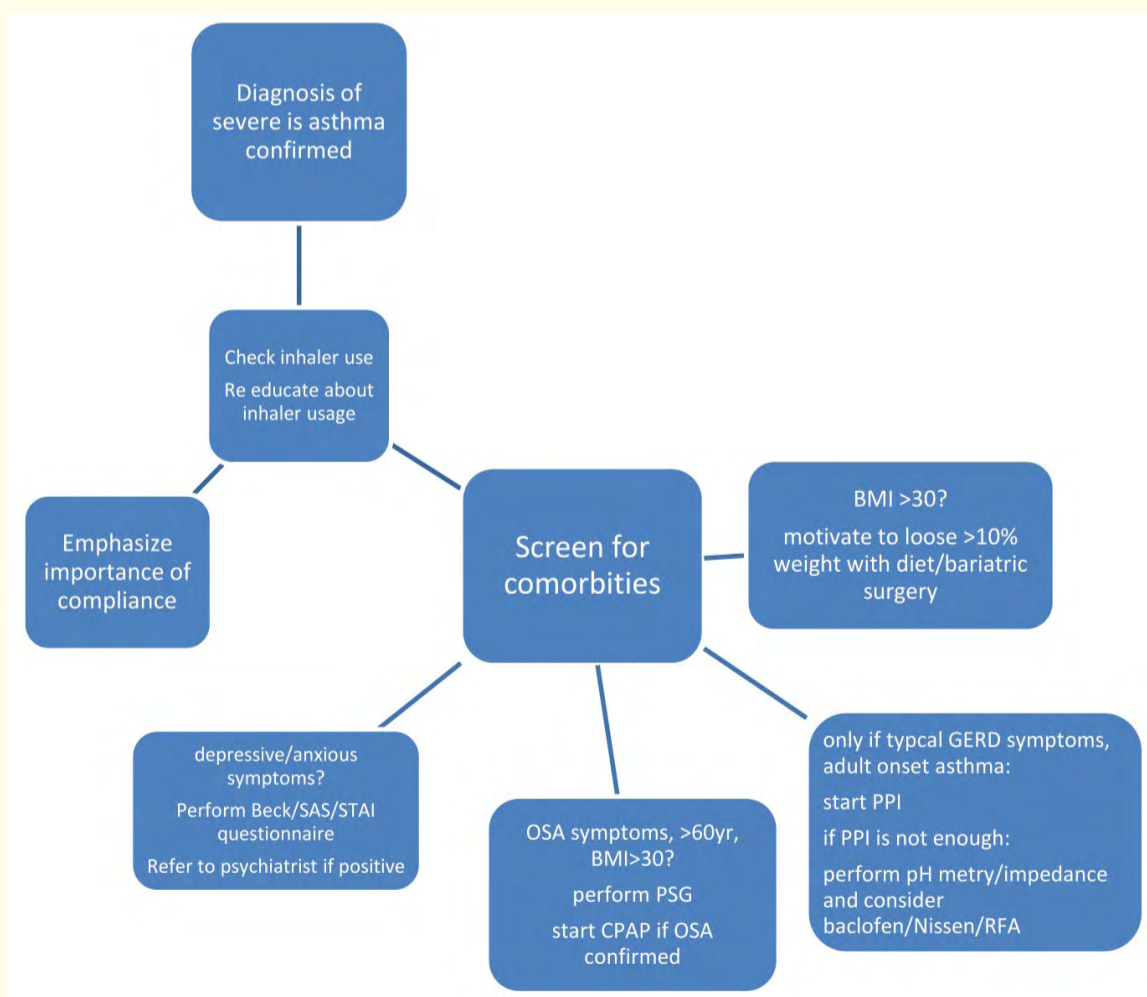 Diagnosis of
severe is asthma
confirmed
Check inhaler use
Re educate about
inhaler usage
Emphasize
importance of
compliance
Screen for
comorbities
BMI >30?
motivate to loose >10%
weight with diet/bariatric
surgery
depressive/anxious
symptoms?
Perform Beck/SAS/STAI
questionnaire
Refer to psychiatrist if positive
OSA symptoms, >60yr,
BMI>30?
perform PSG
start CPAP if OSA
confirmed
only if typcal GERD symptoms,
adult onset asthma:
start PPI
if PPI is not enough:
perform pH metry/impedance
and consider
baclofen/Nissen/RFA